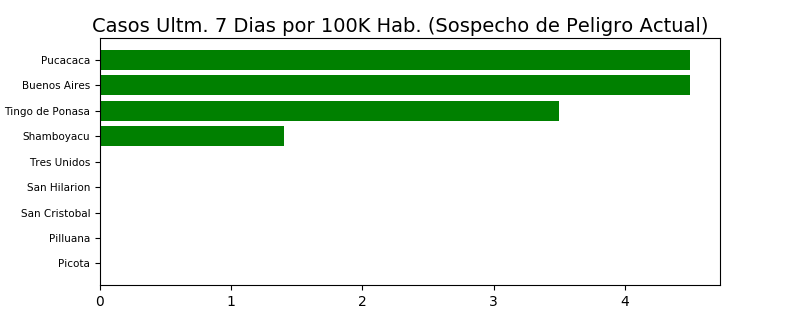 Casos Ultm. 7 Dias por 100K Hab. (Sospecho de Peligro Actual)
Pucacaca
Buenos Aires
Tingo de Ponasa
Shamboyacu
Tres Unidos
San Hilarion
San Cristobal
Pilluana
Picota
0 1 2 3 4